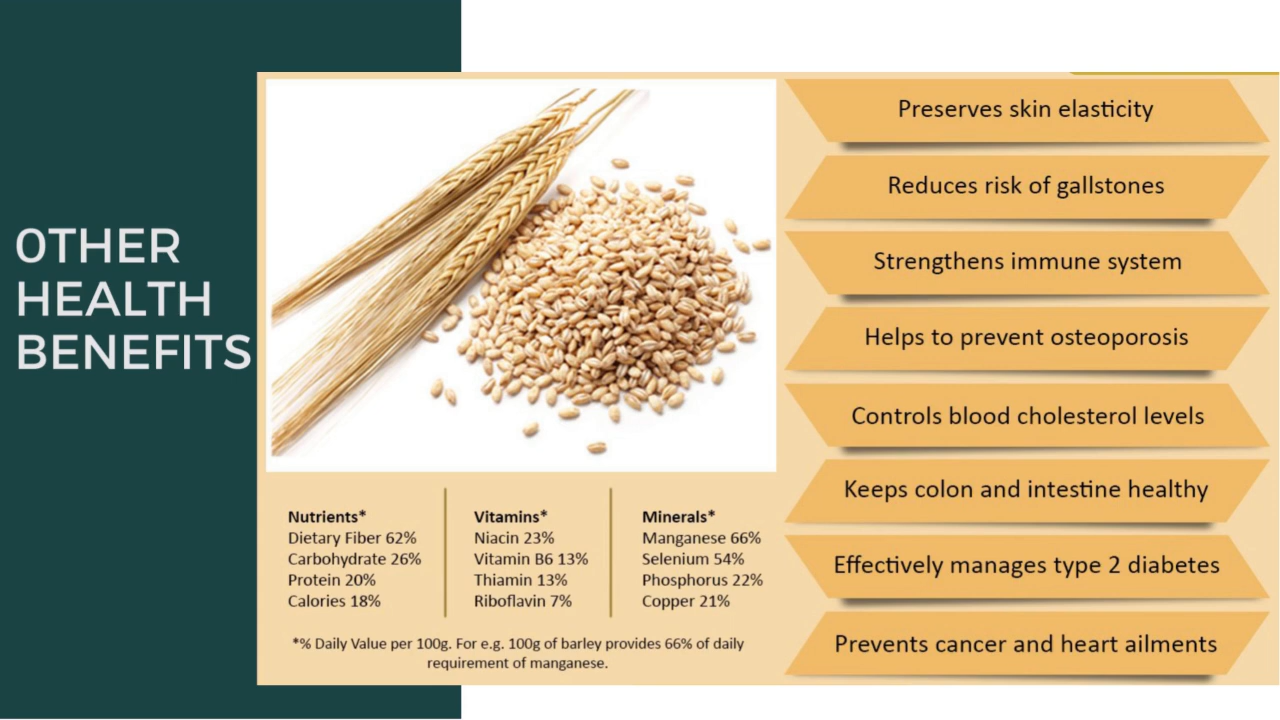 OTHER
HEALTH
BENEFITS
Preserves skin elasticity
Reduces risk of gallstones
Strengthens immune system
Helps to prevent osteoporosis
Controls blood cholesterol levels
Keeps colon and intestine healthy
Effectively manages type 2 diabetes
Prevents cancer and heart ailments
Nutrients*
Dietary Fiber 62%
Carbohydrate 26%
Protein 20%
Calories 18%
Vitamins*
Niacin 23%
Vitamin B6 13%
Thiamin 13%
Riboflavin 7%
Minerals*
Manganese 66%
Selenium 54%
Phosphorus 22%
Copper 21%
*% Daily Value per 100g. For e.g. 100g of barley provides 66% of daily
requirement of manganese.